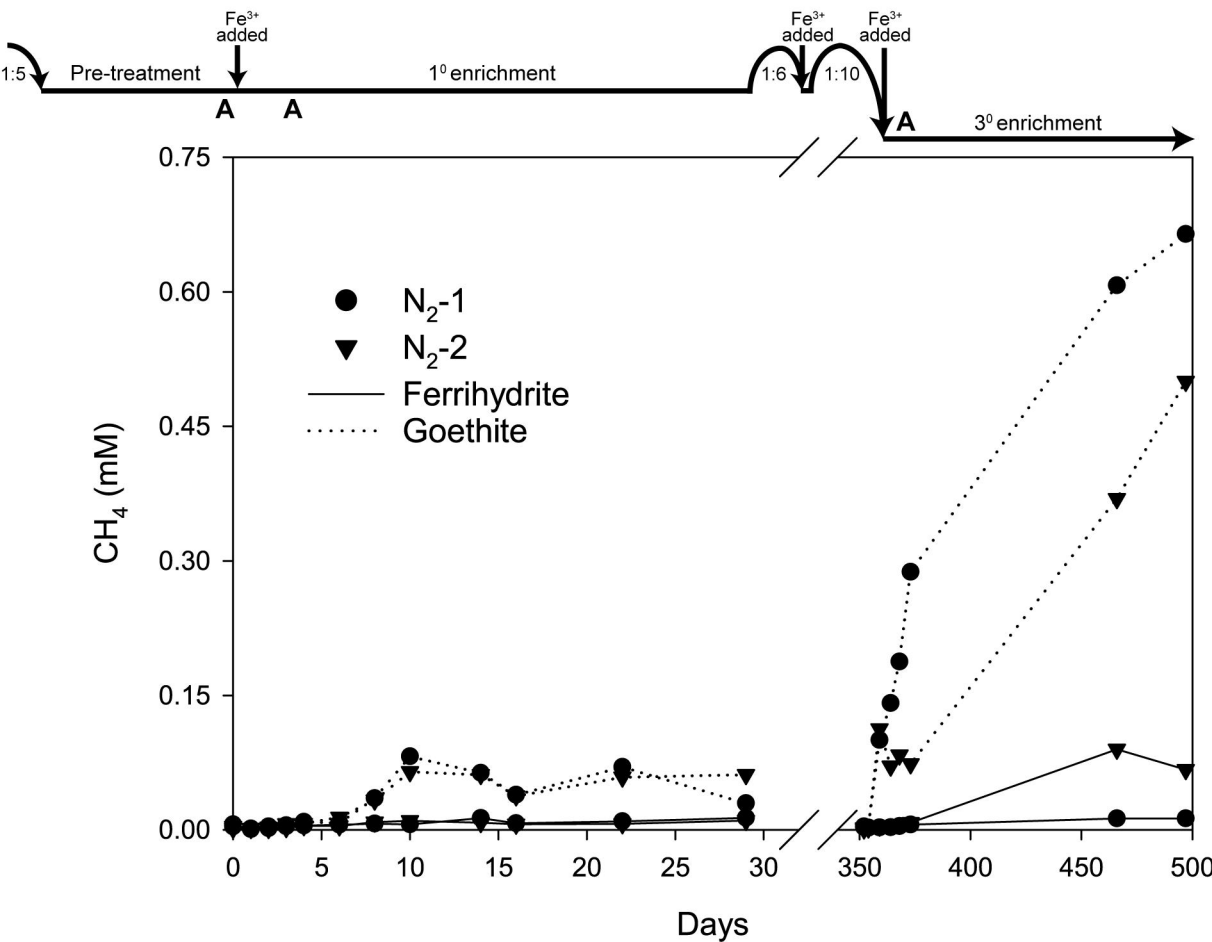 Fe³⁺
added
Fe³⁺
added
Fe³⁺
added
1:5
Pre-treatment
1⁰ enrichment
1:6
1:10
A
A
A
3⁰ enrichment
0.75
0.60
0.45
0.30
0.15
0.00
CH₄ (mM)
N₂-1
N₂-2
Ferrihydrite
Goethite
0 5 10 15 20 25 30 350 400 450 500
Days